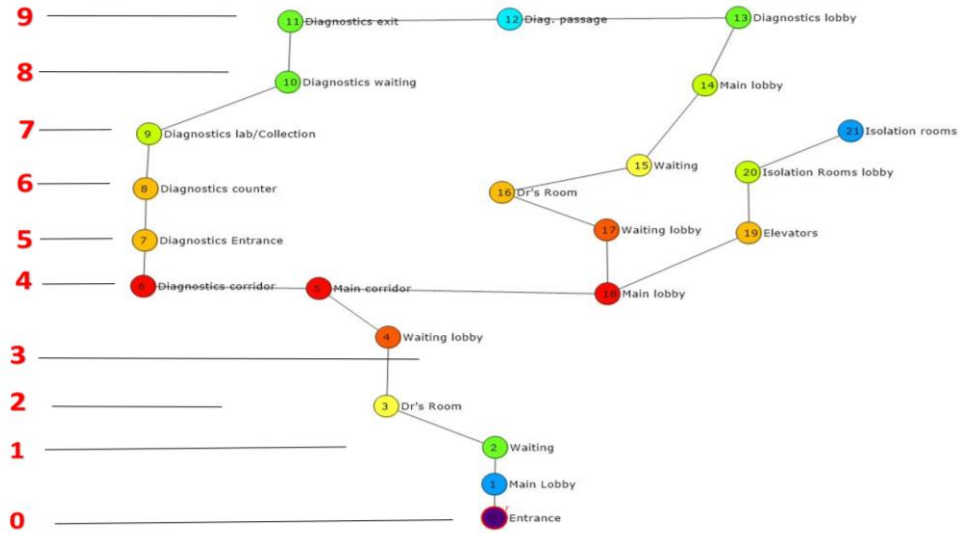 9
11 Diagnostics exit
12 Diag. passage
13 Diagnostics lobby
8
10 Diagnostics waiting
14 Main lobby
7
9 Diagnostics lab/Collection
21 Isolation rooms
15 Waiting
6
8 Diagnostics counter
16 Dr's Room
20 Isolation Rooms lobby
5
7 Diagnostics Entrance
17 Waiting lobby
19 Elevators
4
6 Diagnostics corridor
5 Main corridor
18 Main lobby
4 Waiting lobby
3
2
3 Dr's Room
1
2 Waiting
1 Main Lobby
0
Entrance